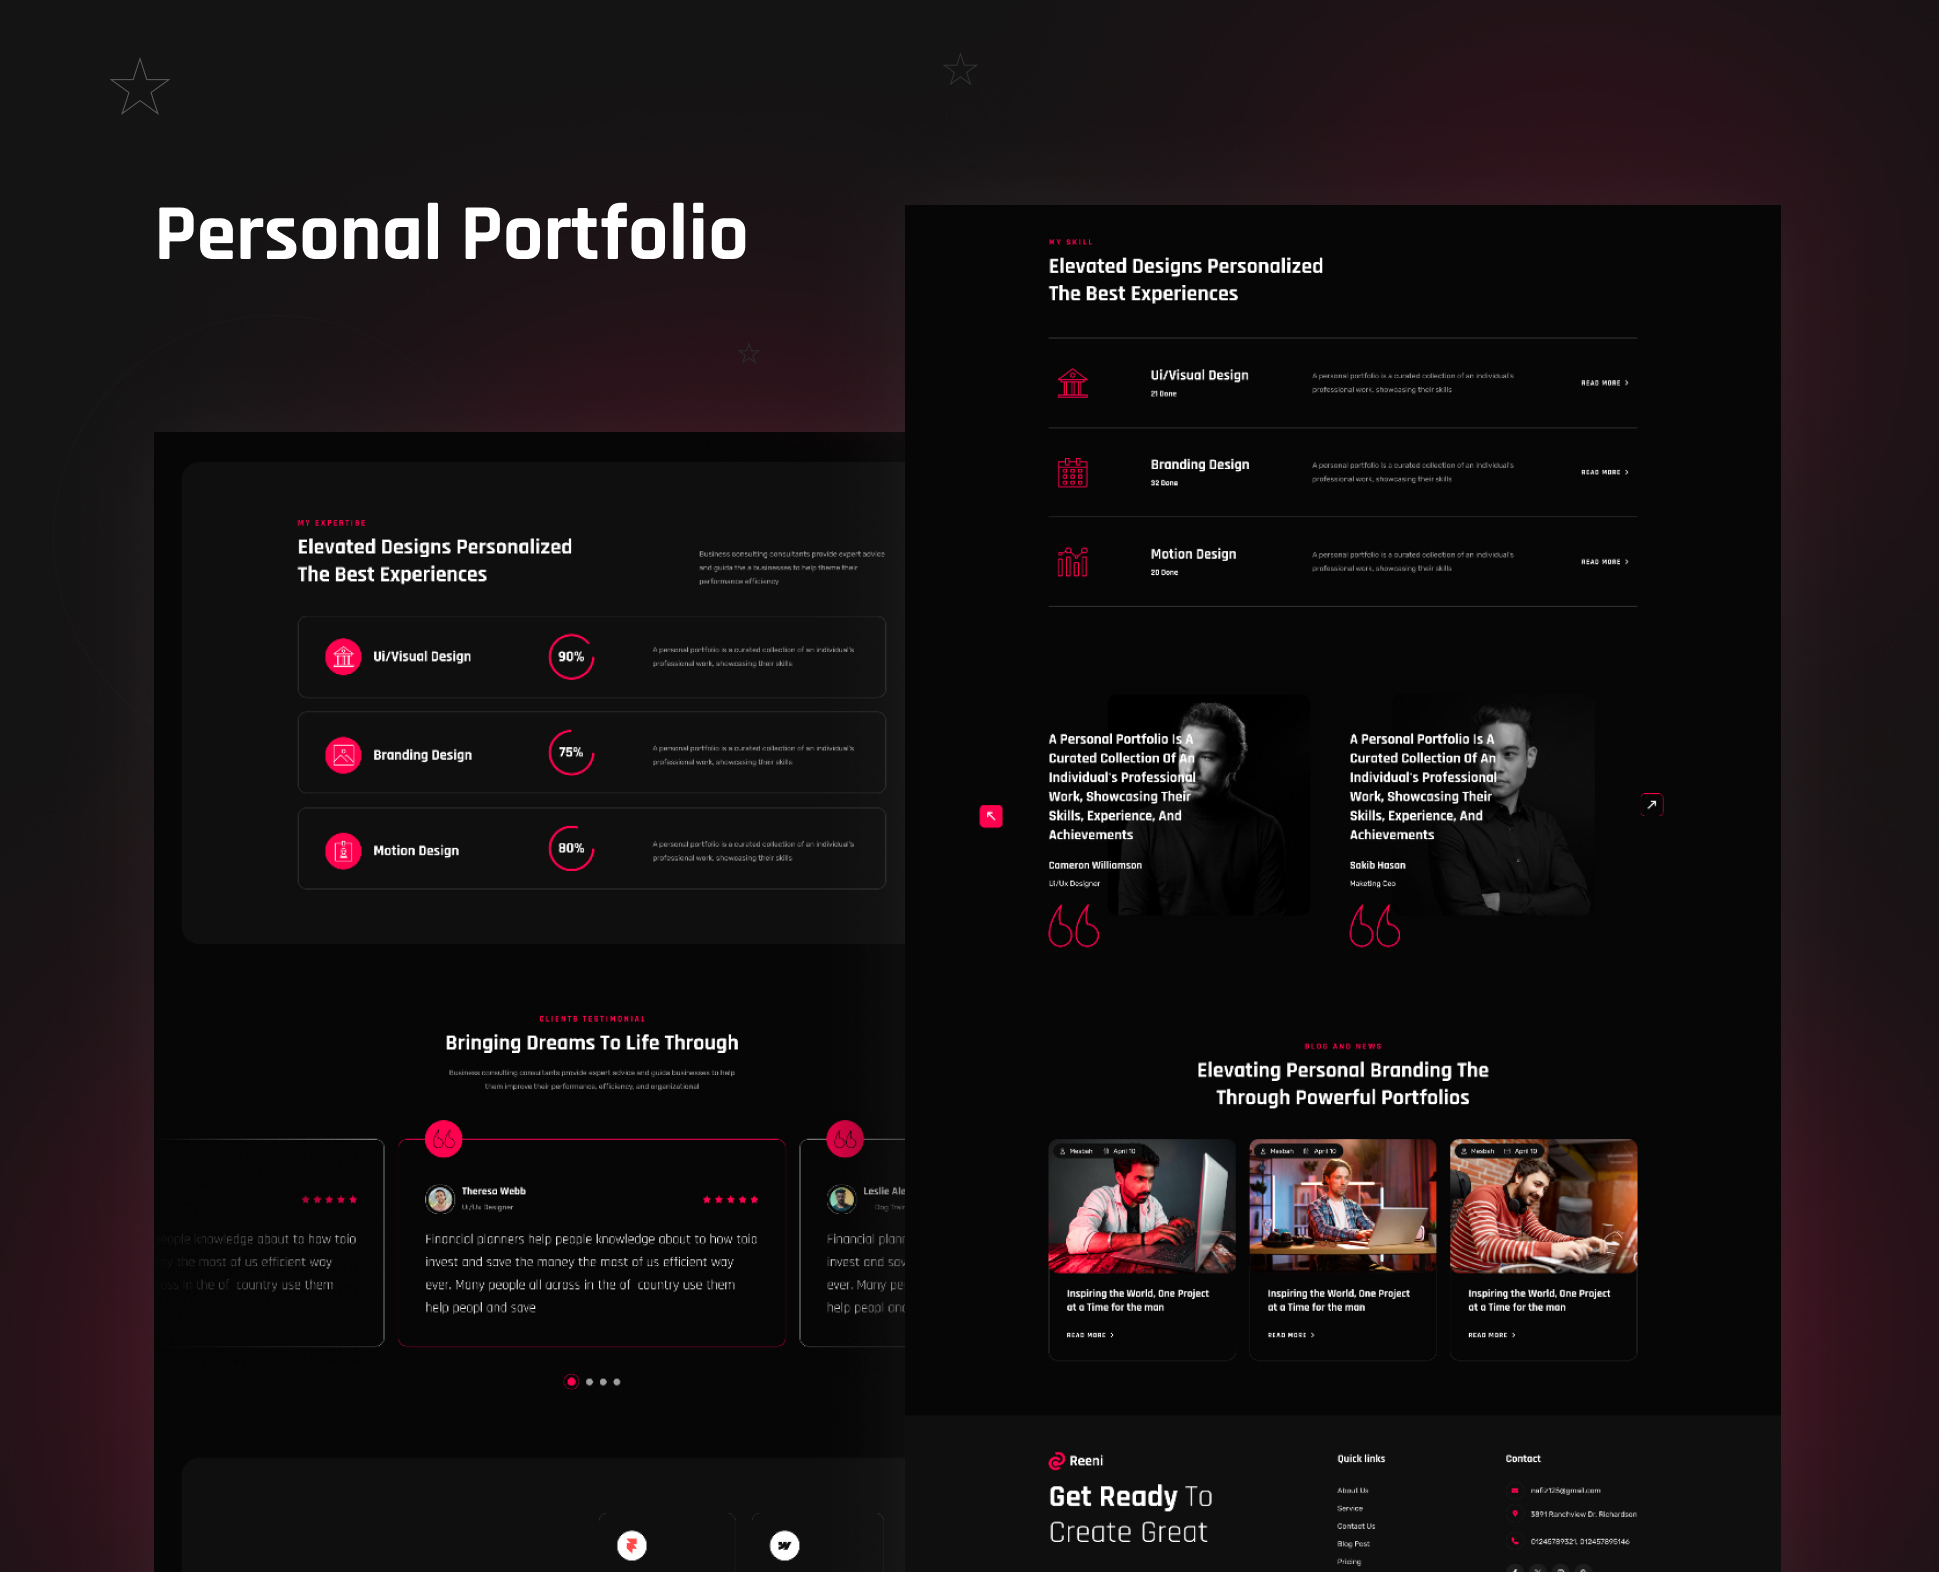 Personal Portfolio
MY EXPERTISE
Elevated Designs Personalized
The Best Experiences
Business consulting consultants provide expert advice
and guida the a businesses to help theme their
performance efficiency
Ui/Visual Design
90%
A personal portfolio is a curated collection of an individual's
professional work, showcasing their skills
Branding Design
75%
A personal portfolio is a curated collection of an individual's
professional work, showcasing their skills
Motion Design
80%
A personal portfolio is a curated collection of an individual's
professional work, showcasing their skills
CLIENTS TESTIMONIAL
Bringing Dreams To Life Through
Business consulting consultants provide expert advice and guida businesses to help
them improve their performance, efficiency, and organizational
people knowledge about to how toio
the most of us efficient way
in the of country use them
Theresa Webb
Ui/Ux Designer
Financial planners help people knowledge about to how toio
invest and save the maney the most of us efficient way
ever. Many people all across in the of country use them
help peopl and save
Leslie Ale
Dog Trai
Financial plann
invest and sav
ever. Many pe
help peopl and
MY SKILL
Elevated Designs Personalized
The Best Experiences
Ui/Visual Design
21 Done
A personal portfolio is a curated collection of an individual's
professional work, showcasing their skills
READ MORE
Branding Design
32 Done
A personal portfolio is a curated collection of an individual's
professional work, showcasing their skills
READ MORE
Motion Design
20 Done
A personal portfolio is a curated collection of an individual's
professional work, showcasing their skills
READ MORE
A Personal Portfolio Is A
Curated Collection Of An
Individual's Professional
Work, Showcasing Their
Skills, Experience, And
Achievements
Cameron Williamson
Ui/Ux Designer
A Personal Portfolio Is A
Curated Collection Of An
Individual's Professional
Work, Showcasing Their
Skills, Experience, And
Achievements
Sakib Hasan
Maketing Ceo
BLOG AND NEWS
Elevating Personal Branding The
Through Powerful Portfolios
Mesbah April 10
Inspiring the World, One Project
at a Time for the man
READ MORE
Mesbah April 10
Inspiring the World, One Project
at a Time for the man
READ MORE
Mesbah April 10
Inspiring the World, One Project
at a Time for the man
READ MORE
Reeni
Get Ready To
Create Great
Quick links
About Us
Service
Contact Us
Blog Post
Pricing
Contact
nafiz125@gmail.com
3891 Ranchview Dr. Richardson
01245789321, 012457895146